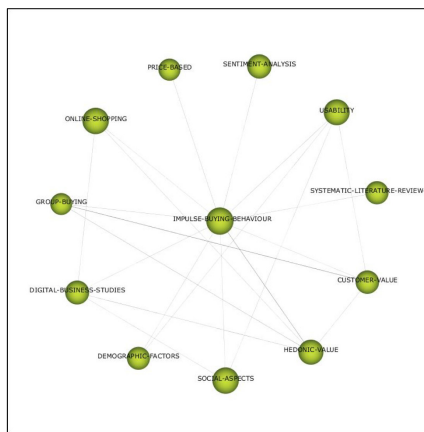 PRICE-BASED
SENTIMENT-ANALYSIS
ONLINE-SHOPPING
USABILITY
SYSTEMATIC-LITERATURE-REVIEW
GROUP-BUYING
IMPULSE-BUYING-BEHAVIOUR
CUSTOMER-VALUE
DIGITAL-BUSINESS-STUDIES
HEDONIC-VALUE
DEMOGRAPHIC-FACTORS
SOCIAL-ASPECTS